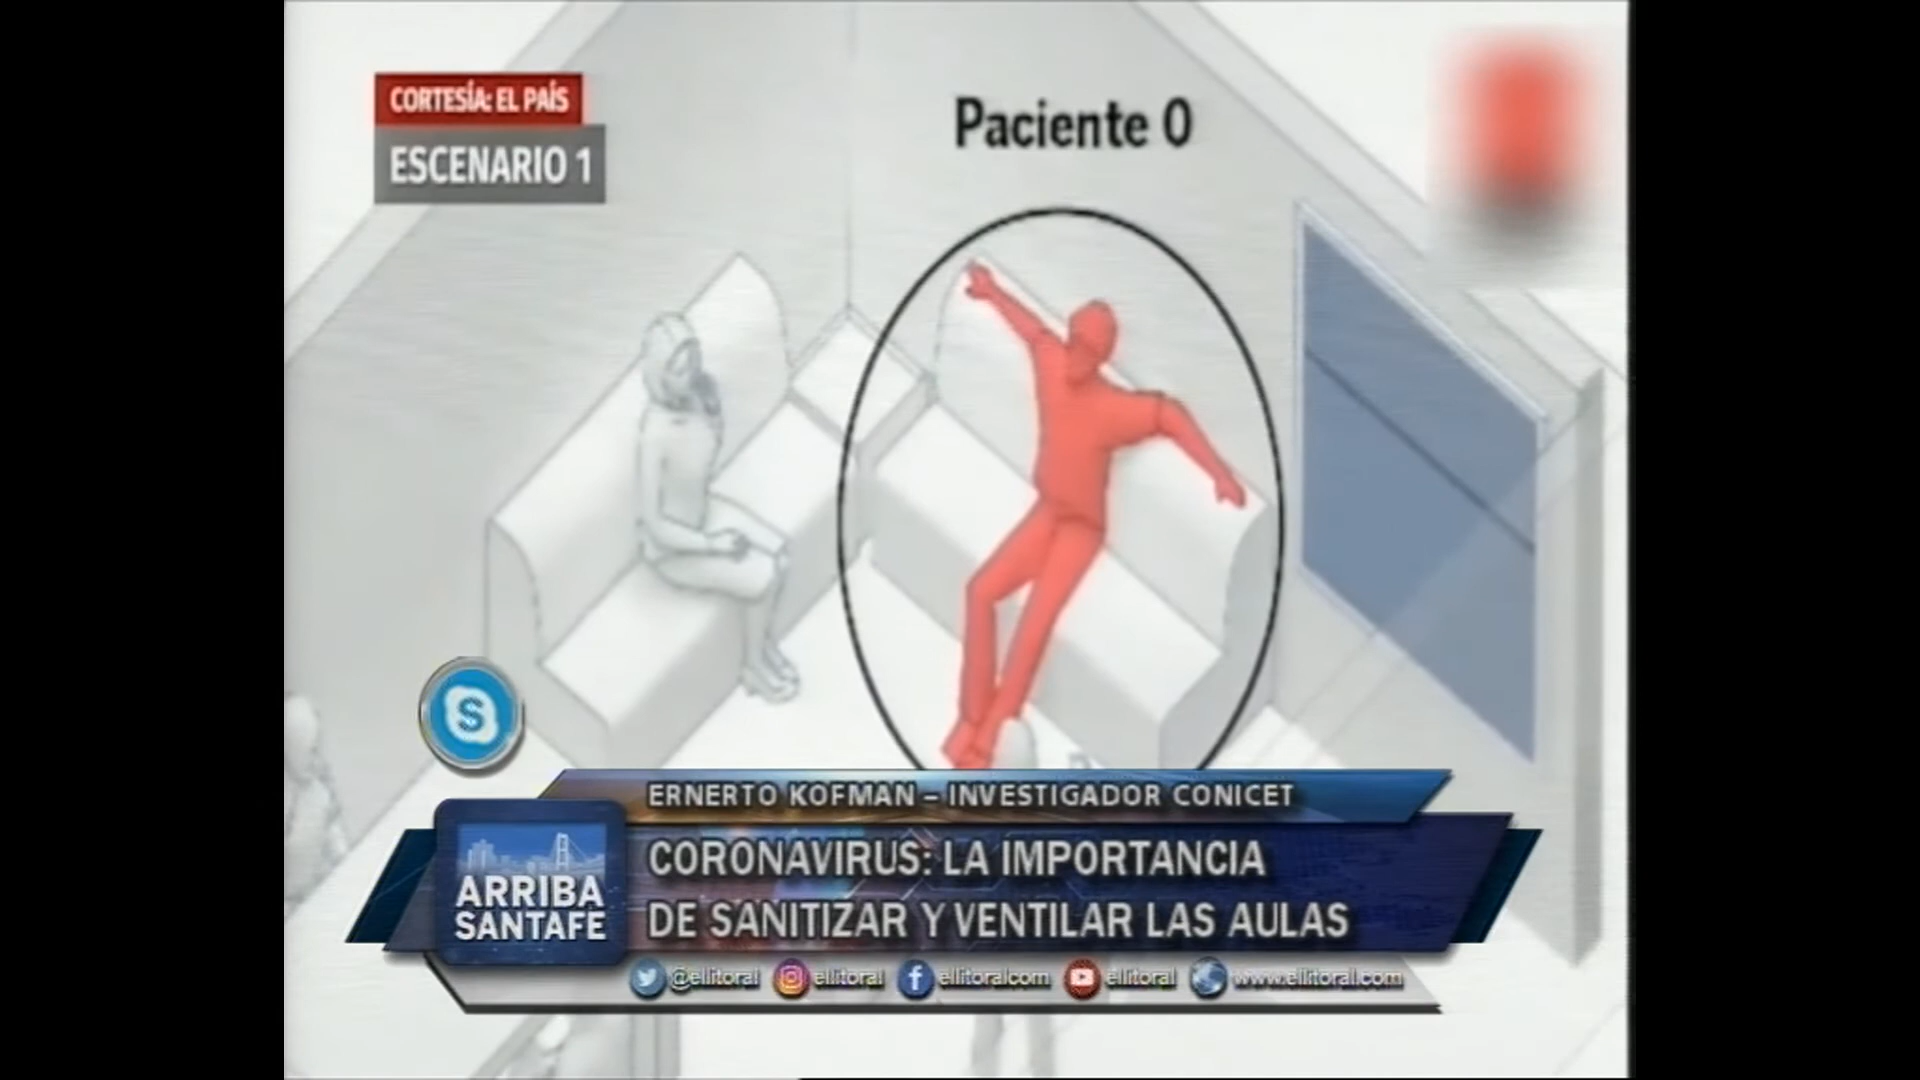 CORTESÍA: EL PAÍS
ESCENARIO 1
Paciente 0
S
ERNERTO KOFMAN – INVESTIGADOR CONICET
ARRIBA
SANTAFE
CORONAVIRUS: LA IMPORTANCIA
DE SANITIZAR Y VENTILAR LAS AULAS
@ellitoral ellitoral ellitoralcom ellitoral www.ellitoral.com